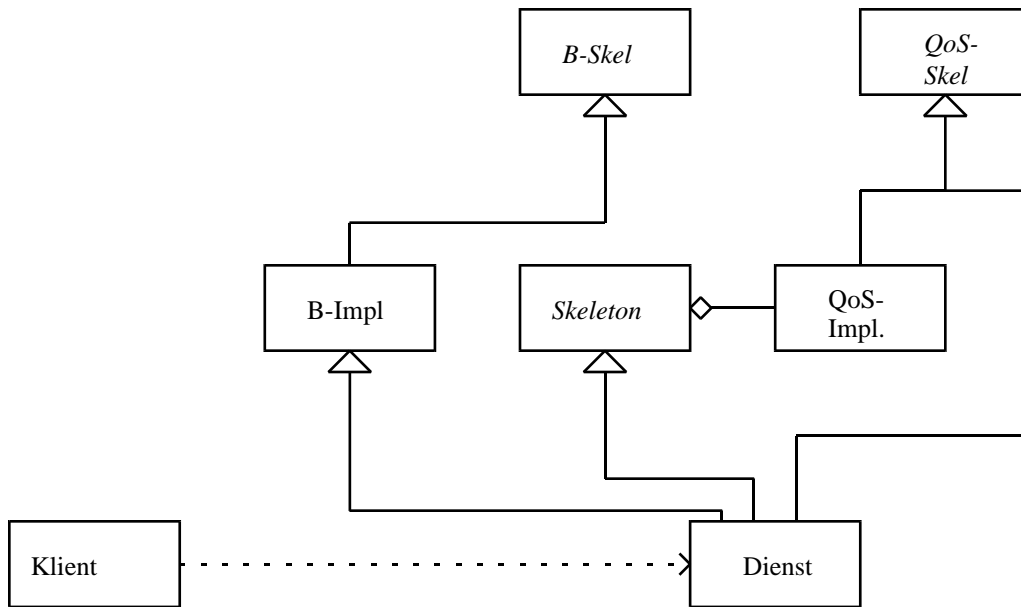 B-Skel
QoS-
Skel
B-Impl
Skeleton
QoS-
Impl.
Klient
Dienst